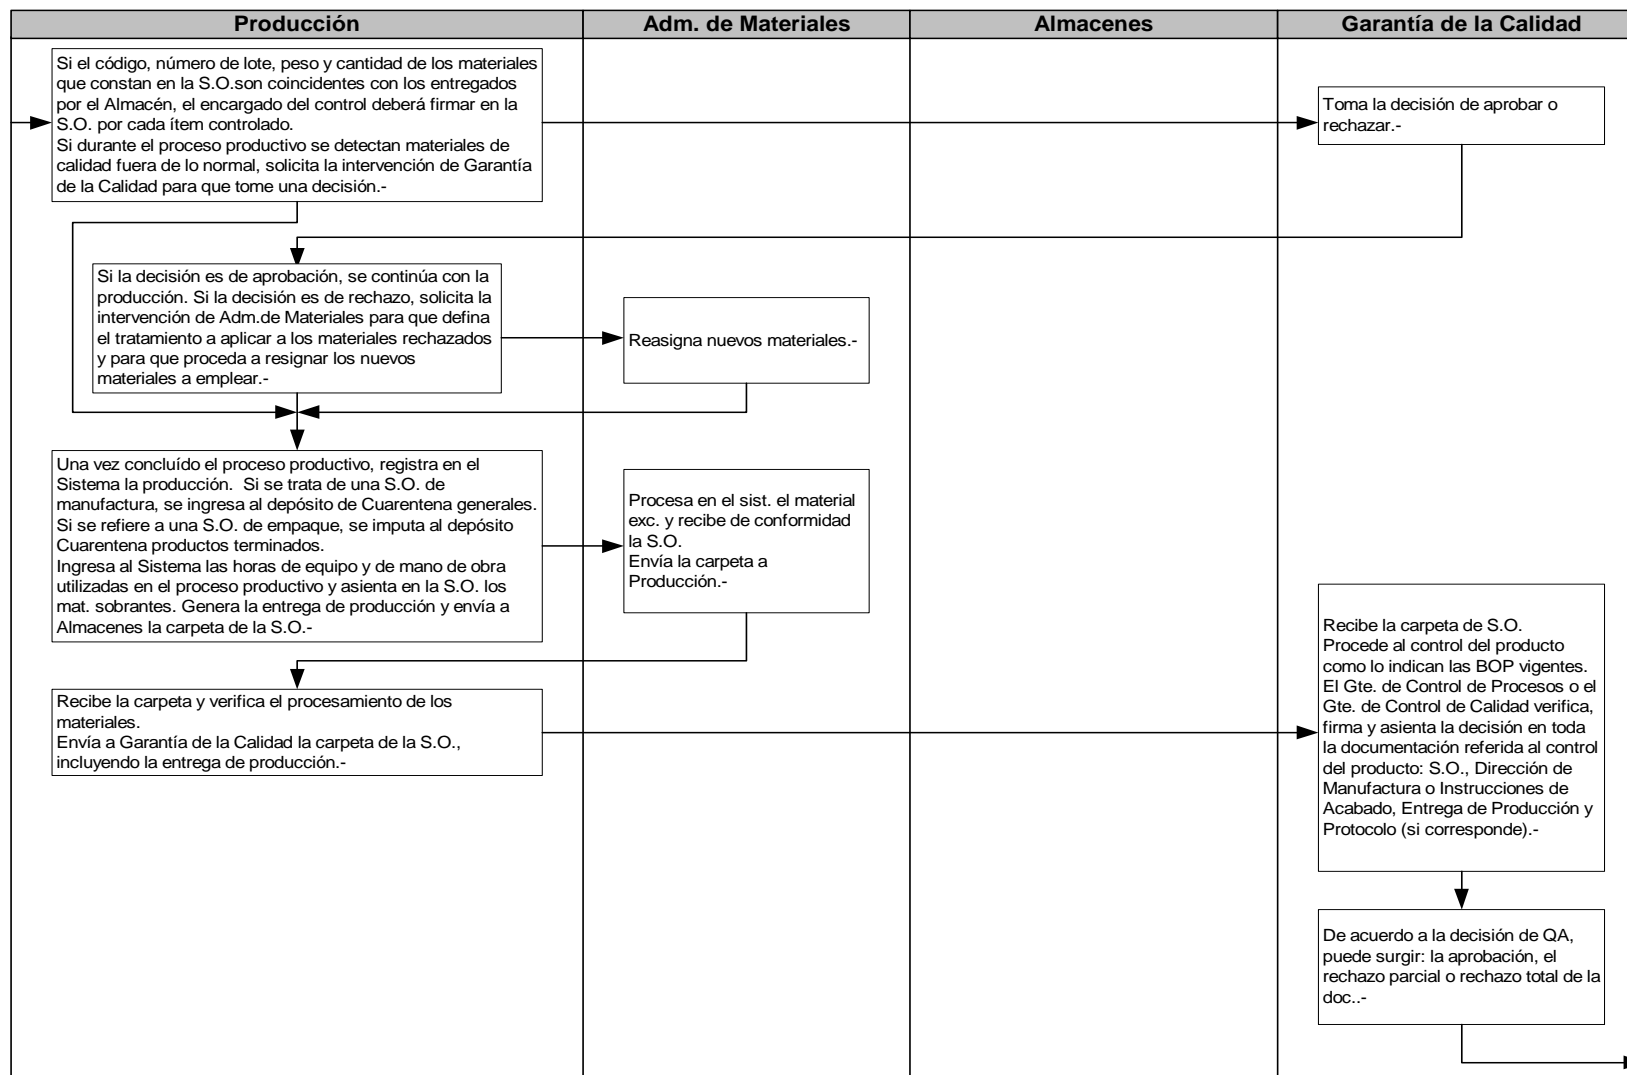 Producción
Adm. de Materiales
Almacenes
Garantía de la Calidad
Si el código, número de lote, peso y cantidad de los materiales
que constan en la S.O.son coincidentes con los entregados
por el Almacén, el encargado del control deberá firmar en la
S.O. por cada ítem controlado.
Si durante el proceso productivo se detectan materiales de
calidad fuera de lo normal, solicita la intervención de Garantía
de la Calidad para que tome una decisión.-
Toma la decisión de aprobar o
rechazar.-
Si la decisión es de aprobación, se continúa con la
producción. Si la decisión es de rechazo, solicita la
intervención de Adm.de Materiales para que defina
el tratamiento a aplicar a los materiales rechazados
y para que proceda a resignar los nuevos
materiales a emplear.-
Reasigna nuevos materiales.-
Una vez concluído el proceso productivo, registra en el
Sistema la producción.  Si se trata de una S.O. de
manufactura, se ingresa al depósito de Cuarentena generales.
Si se refiere a una S.O. de empaque, se imputa al depósito
Cuarentena productos terminados.
Ingresa al Sistema las horas de equipo y de mano de obra
utilizadas en el proceso productivo y asienta en la S.O. los
mat. sobrantes. Genera la entrega de producción y envía a
Almacenes la carpeta de la S.O.-
Procesa en el sist. el material
exc. y recibe de conformidad
la S.O.
Envía la carpeta a
Producción.-
Recibe la carpeta y verifica el procesamiento de los
materiales.
Envía a Garantía de la Calidad la carpeta de la S.O.,
incluyendo la entrega de producción.-
Recibe la carpeta de S.O.
Procede al control del producto
como lo indican las BOP vigentes.
El Gte. de Control de Procesos o el
Gte. de Control de Calidad verifica,
firma y asienta la decisión en toda
la documentación referida al control
del producto: S.O., Dirección de
Manufactura o Instrucciones de
Acabado, Entrega de Producción y
Protocolo (si corresponde).-
De acuerdo a la decisión de QA,
puede surgir: la aprobación, el
rechazo parcial o rechazo total de la
doc..-